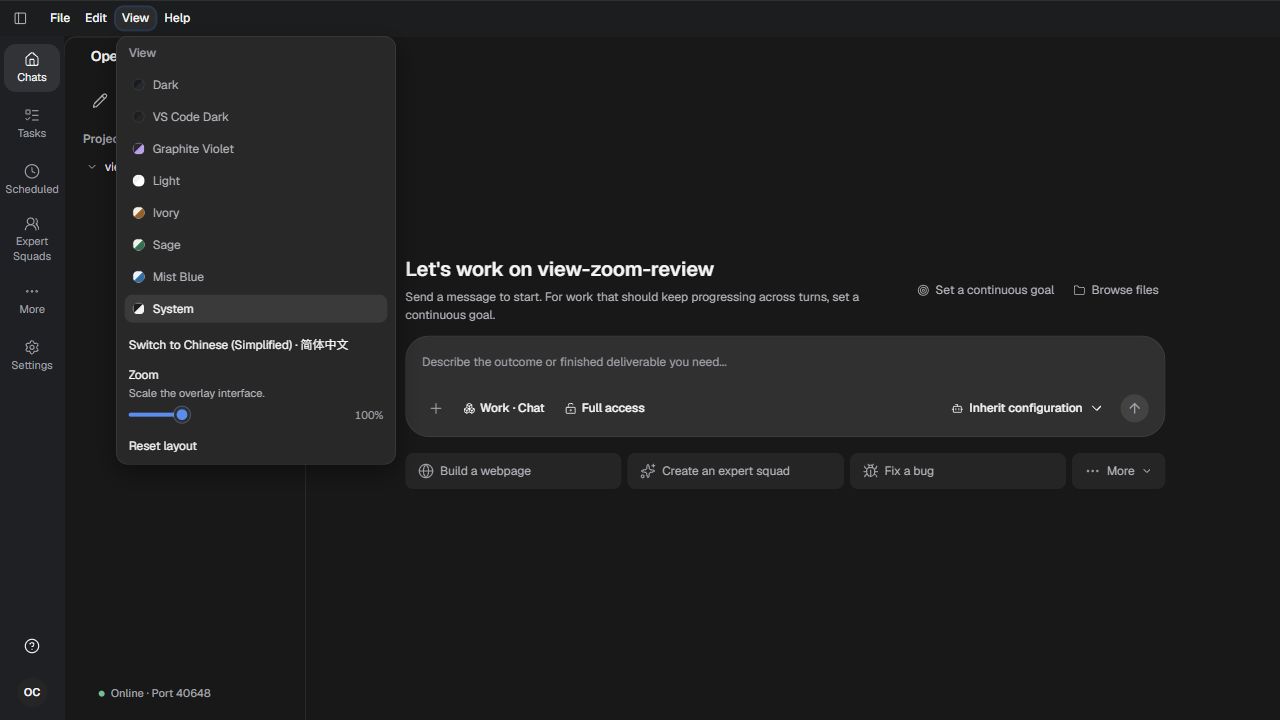 File Edit View Help
Chats
Tasks
Scheduled
Expert
Squads
More
Settings
OC
Ope
Projec
vie
Online · Port 40648
View
Dark
VS Code Dark
Graphite Violet
Light
Ivory
Sage
Mist Blue
System
Switch to Chinese (Simplified) · 简体中文
Zoom
Scale the overlay interface.
100%
Reset layout
Let's work on view-zoom-review
Send a message to start. For work that should keep progressing across turns, set a
continuous goal.
Set a continuous goal
Browse files
Describe the outcome or finished deliverable you need...
Work · Chat
Full access
Inherit configuration
Build a webpage
Create an expert squad
Fix a bug
More